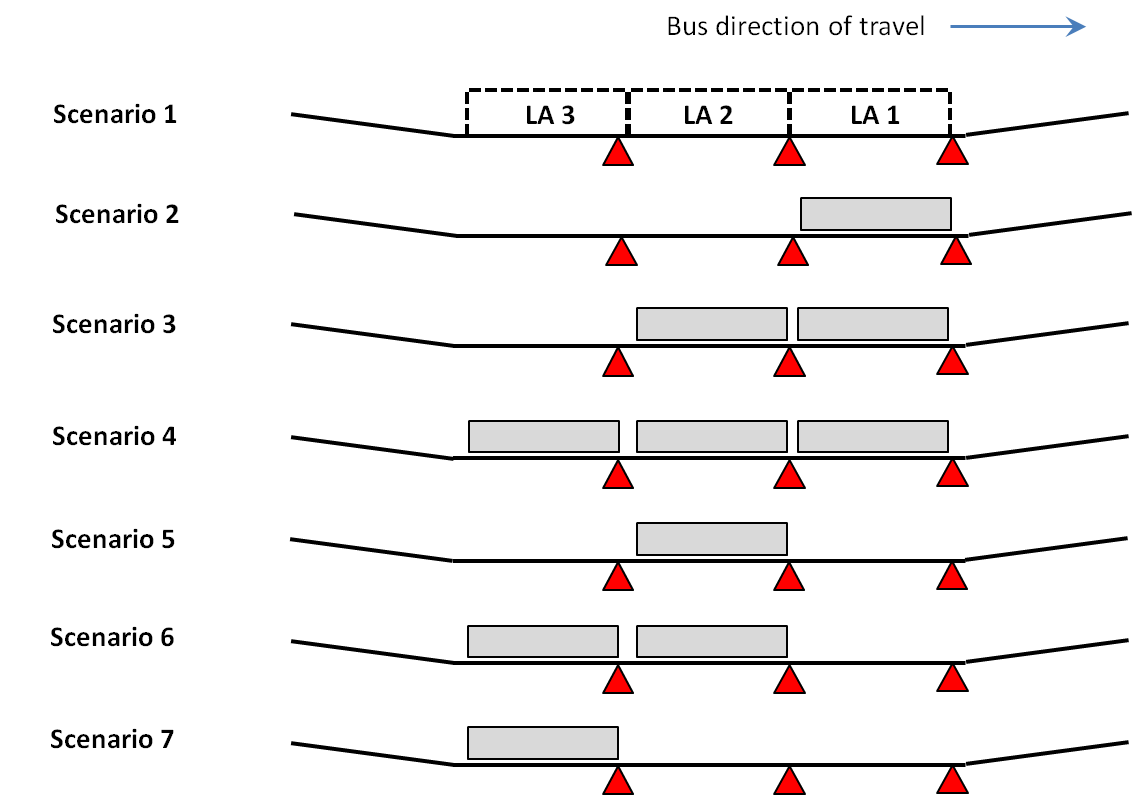 Bus direction of travel
Scenario 1
LA 3 LA 2 LA 1
Scenario 2
Scenario 3
Scenario 4
Scenario 5
Scenario 6
Scenario 7